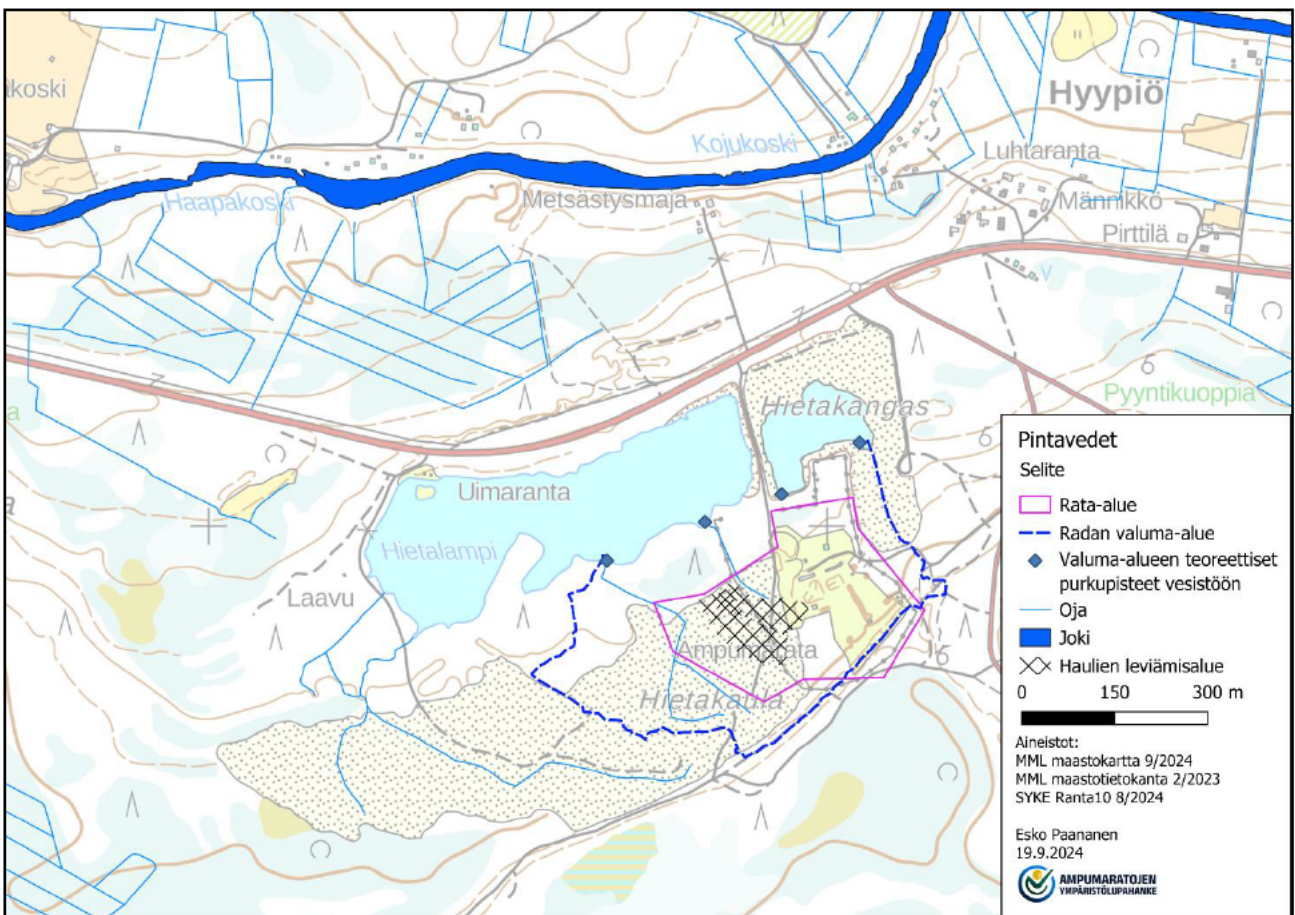 äkoski
Hyypiö
Kojukoski
Luhtaranta
Haapakoski
Metsästysmaja
Männikkö
Pirttilä
V
Pyyntikuoppia
a
Hietakangas
Uimaranta
Hietalampi
Laavu
Ampumarata
Hietakaula
Pintavedet
Selite
Rata-alue
Radan valuma-alue
Valuma-alueen teoreettiset
purkupisteet vesistöön
Oja
Joki
Haulien leviämisalue
0 150 300 m
Aineistot:
MML maastokartta 9/2024
MML maastotietokanta 2/2023
SYKE Ranta10 8/2024
Esko Paananen
19.9.2024
AMPUMARATOJEN
YMPÄRISTÖLUPAHANKE